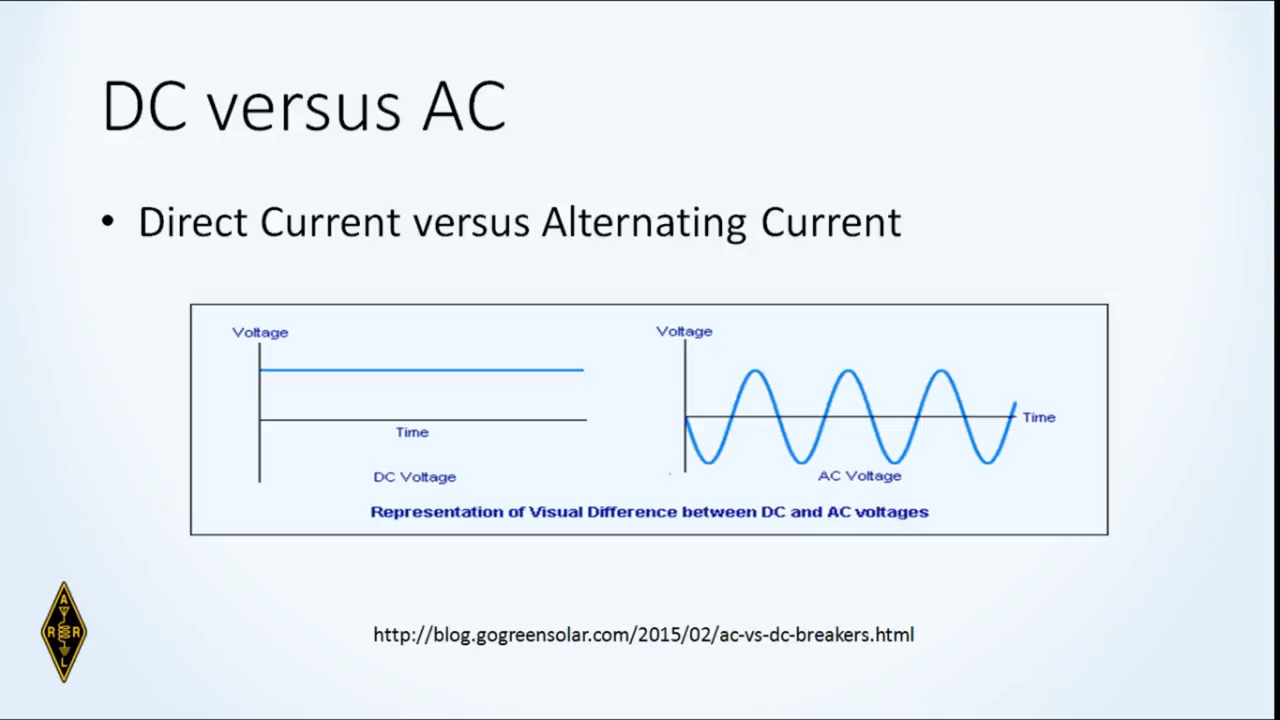 DC versus AC
• Direct Current versus Alternating Current
Voltage
Time
DC Voltage
Voltage
Time
AC Voltage
Representation of Visual Difference between DC and AC voltages
A
R R
L
http://blog.gogreensolar.com/2015/02/ac-vs-dc-breakers.html